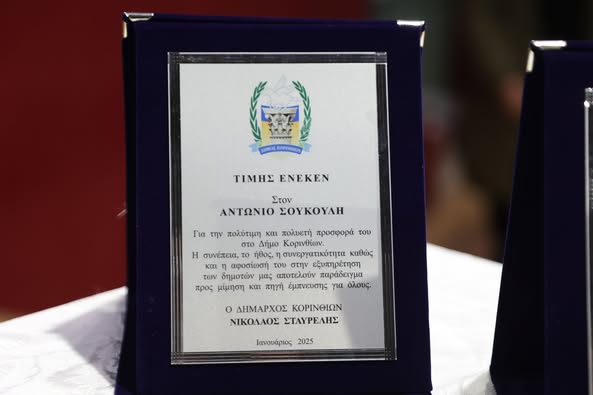 ΔΗΜΟΣ ΚΟΡΙΝΘΙΩΝ
ΤΙΜΗΣ ΕΝΕΚΕΝ
Στον
ΑΝΤΩΝΙΟ ΣΟΥΚΟΥΛΗ
Για την πολύτιμη και πολυετή προσφορά του
στο Δήμο Κορινθίων.
Η συνέπεια, το ήθος, η συνεργατικότητα καθώς
και η αφοσίωσή του στην εξυπηρέτηση
των δημοτών μας αποτελούν παράδειγμα
προς μίμηση και πηγή έμπνευσης για όλους.
Ο ΔΗΜΑΡΧΟΣ ΚΟΡΙΝΘΙΩΝ
ΝΙΚΟΛΑΟΣ ΣΤΑΥΡΕΛΗΣ
Ιανουάριος 2025